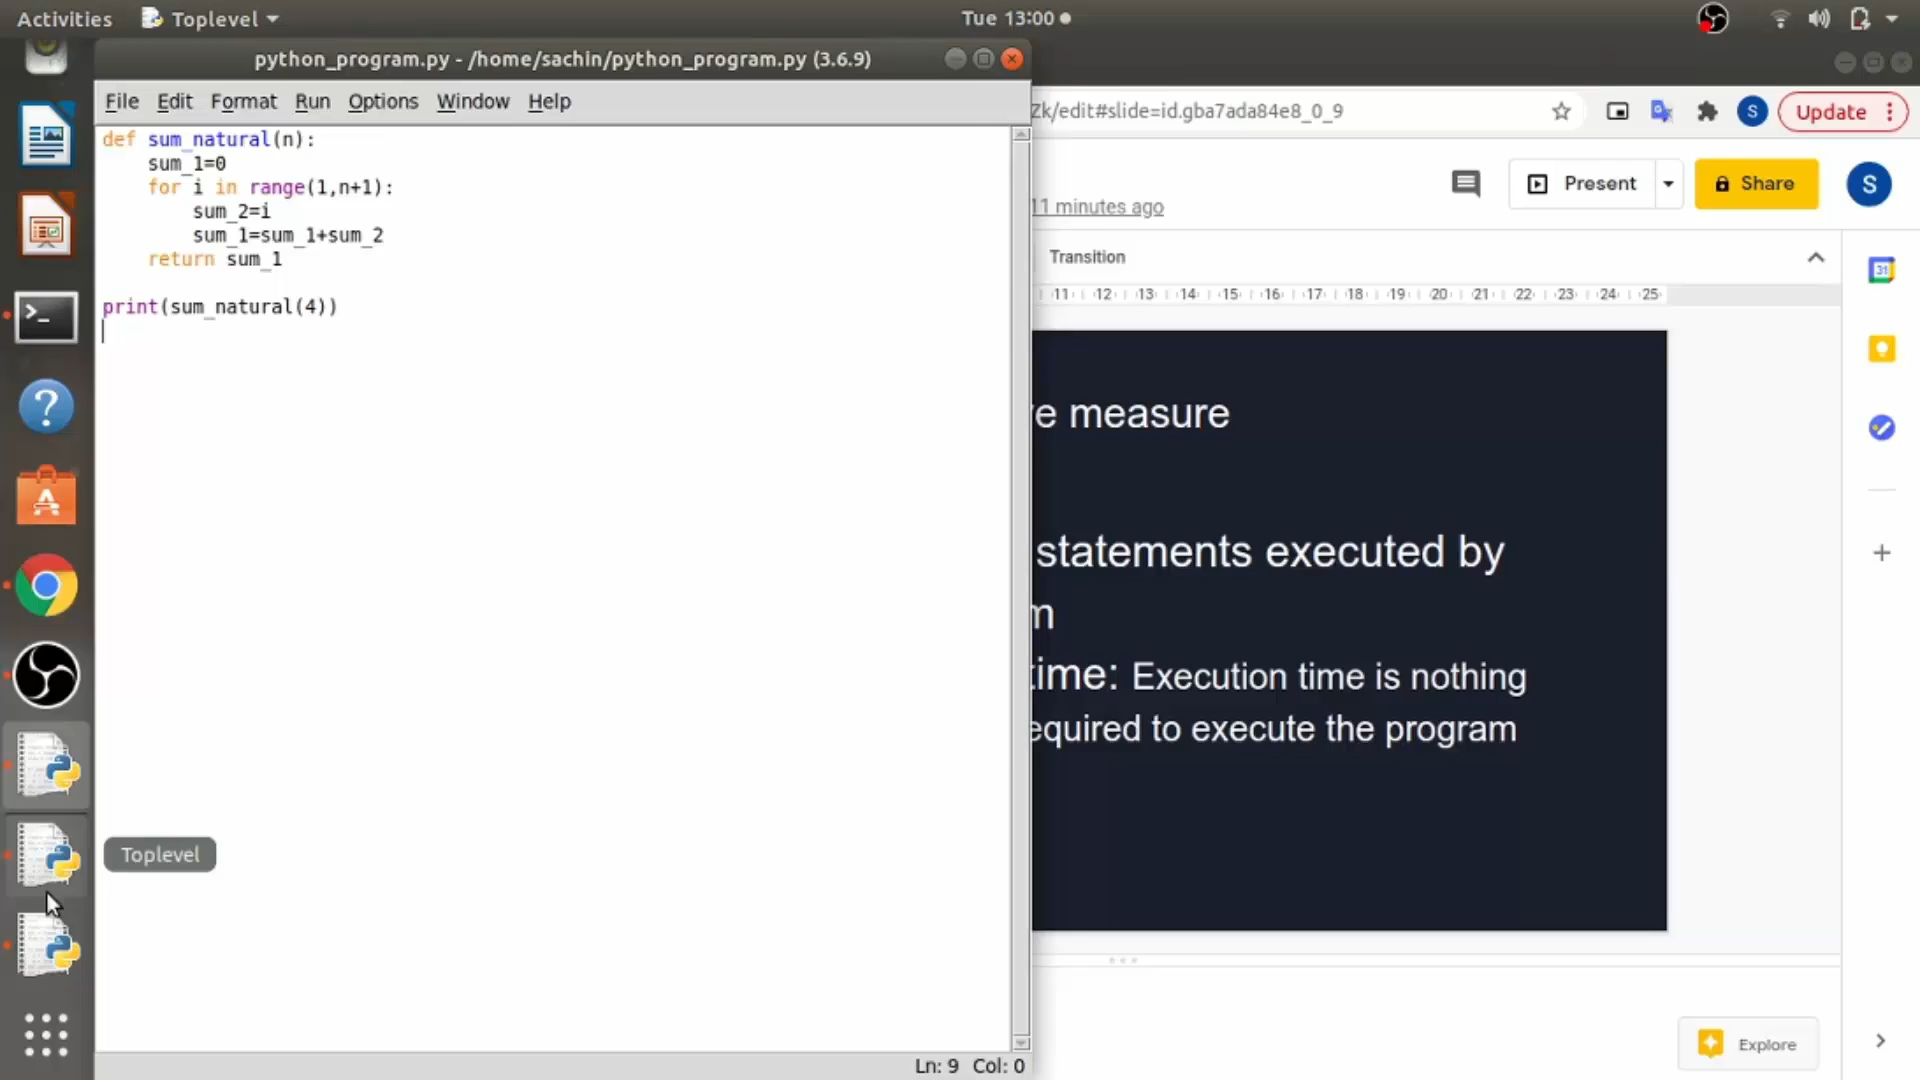 Activities
Toplevel
Tue 13:00
python_program.py - /home/sachin/python_program.py (3.6.9)
File Edit Format Run Options Window Help
Zk/edit#slide=id.gba7ada84e8_0_9
S
Update
def sum_natural(n):
    sum_1=0
    for i in range(1,n+1):
        sum_2=i
        sum_1=sum_1+sum_2
    return sum_1
print(sum_natural(4))
11 minutes ago
Present
Share
S
Transition
11 12 13 14 15 16 17 18 19 20 21 22 23 24 25
31
measure
statements executed by
m
time: Execution time is nothing
equired to execute the program
Toplevel
Explore
Ln: 9 Col: 0